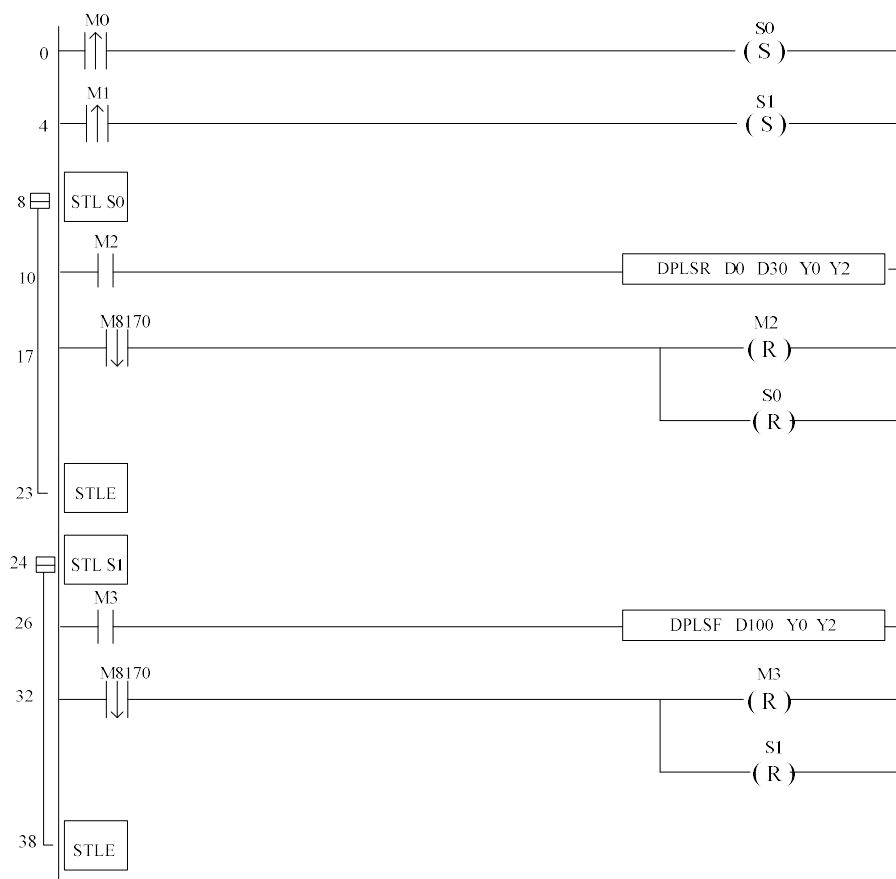 M0
S0
0
( S )
M1
S1
4
( S )
8
STL S0
M2
10
DPLSR D0 D30 Y0 Y2
M8170
M2
17
( R )
S0
( R )
23
STLE
24
STL S1
M3
26
DPLSF D100 Y0 Y2
M8170
M3
32
( R )
S1
( R )
38
STLE